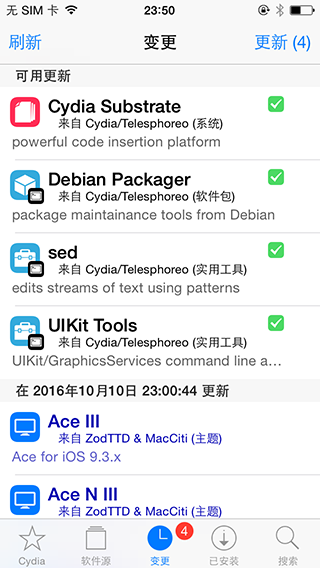 无 SIM 卡
23:50
刷新
变更
更新 (4)
可用更新
Cydia Substrate
来自 Cydia/Telesphoreo (系统)
powerful code insertion platform
Debian Packager
来自 Cydia/Telesphoreo (软件包)
package maintainance tools from Debian
sed
来自 Cydia/Telesphoreo (实用工具)
edits streams of text using patterns
UIKit Tools
来自 Cydia/Telesphoreo (实用工具)
UIKit/GraphicsServices command line a…
在 2016年10月10日 23:00:44 更新
Ace III
来自 ZodTTD & MacCiti (主题)
Ace for iOS 9.3.x
Ace N III
来自 ZodTTD & MacCiti (主题)
4
Cydia
软件源
变更
已安装
搜索